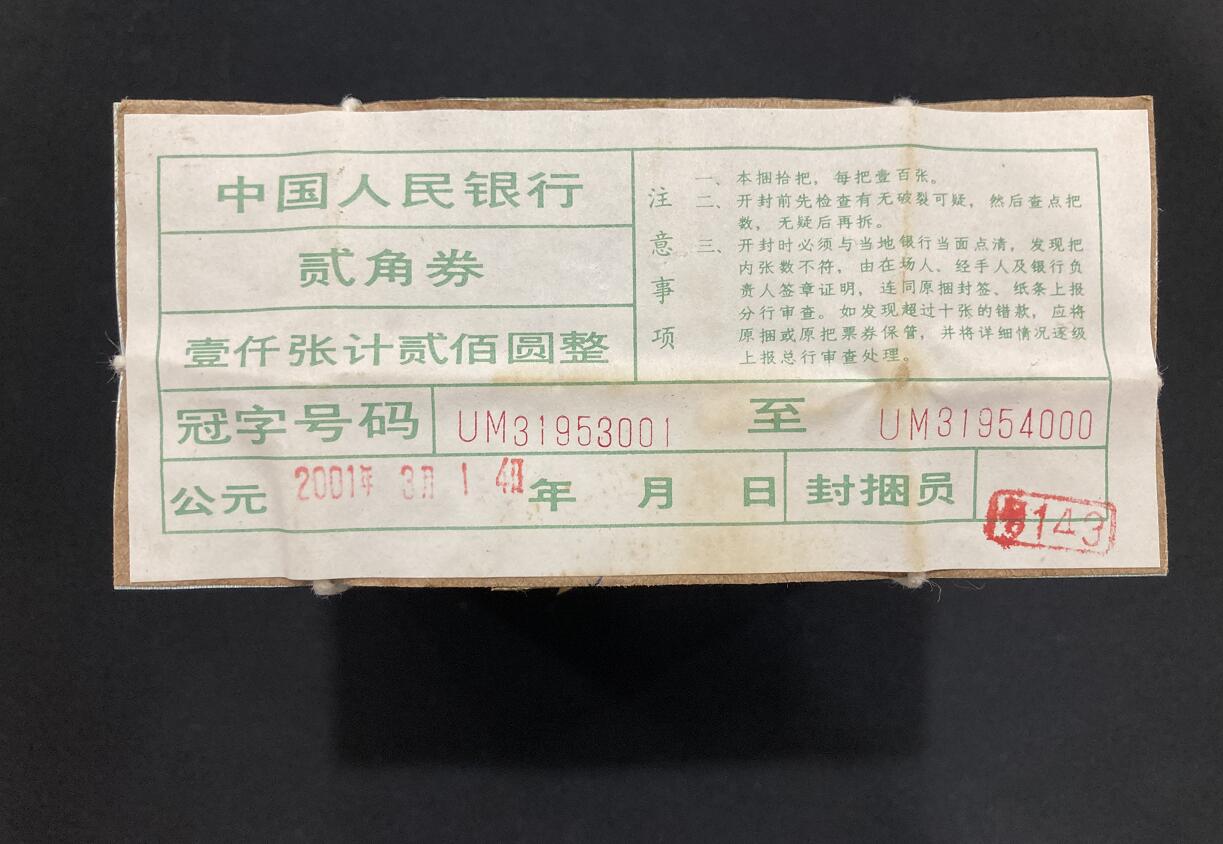 中国人民银行
贰角券
壹仟张计贰佰圆整
注意事项
一、本捆拾把，每把壹百张。
二、开封前先检查有无破裂可疑，然后查点把
数，无疑后再拆。
三、开封时必须与当地银行当面点清，发现把
内张数不符，由在场人、经手人及银行负
责人签章证明，连同原捆封签、纸条上报
分行审查。如发现超过十张的错款，应将
原捆或原把票券保管，并将详细情况逐级
上报总行审查处理。
冠字号码 UM31953001 至 UM31954000
公元 2001年 3月 14日 年 月 日 封捆员
143